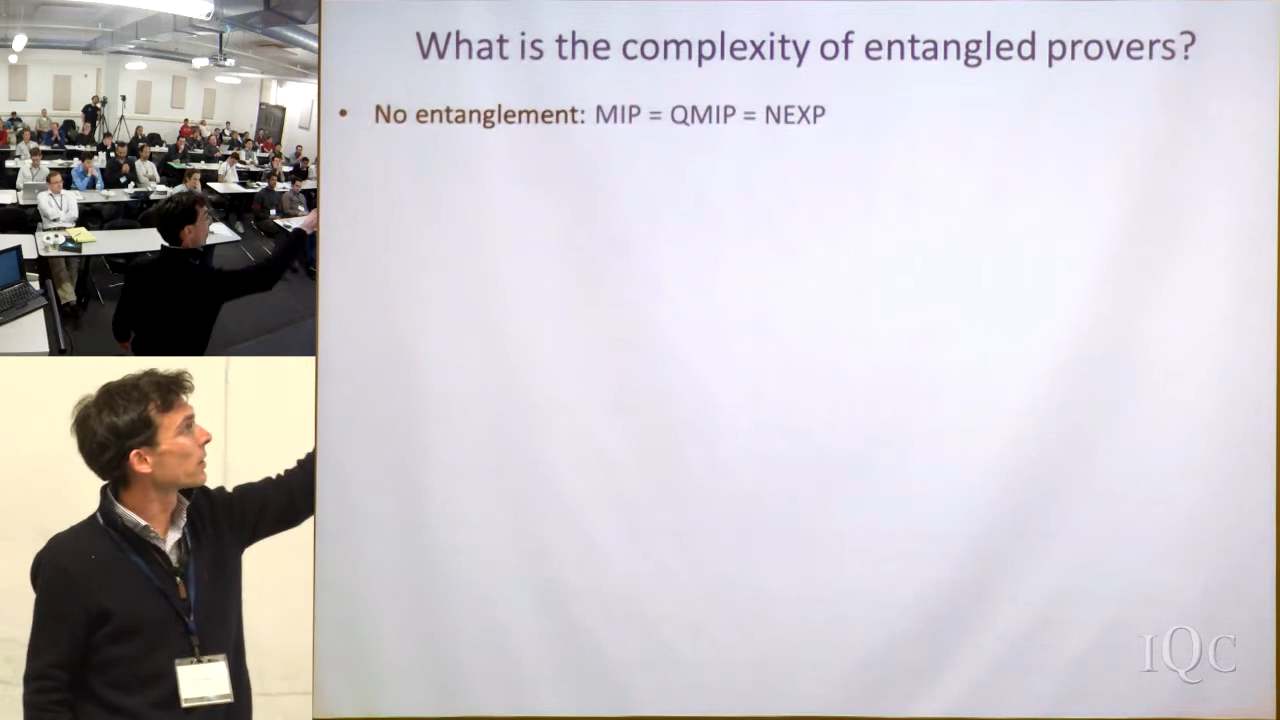 What is the complexity of entangled provers?
• No entanglement: MIP = QMIP = NEXP
IQC